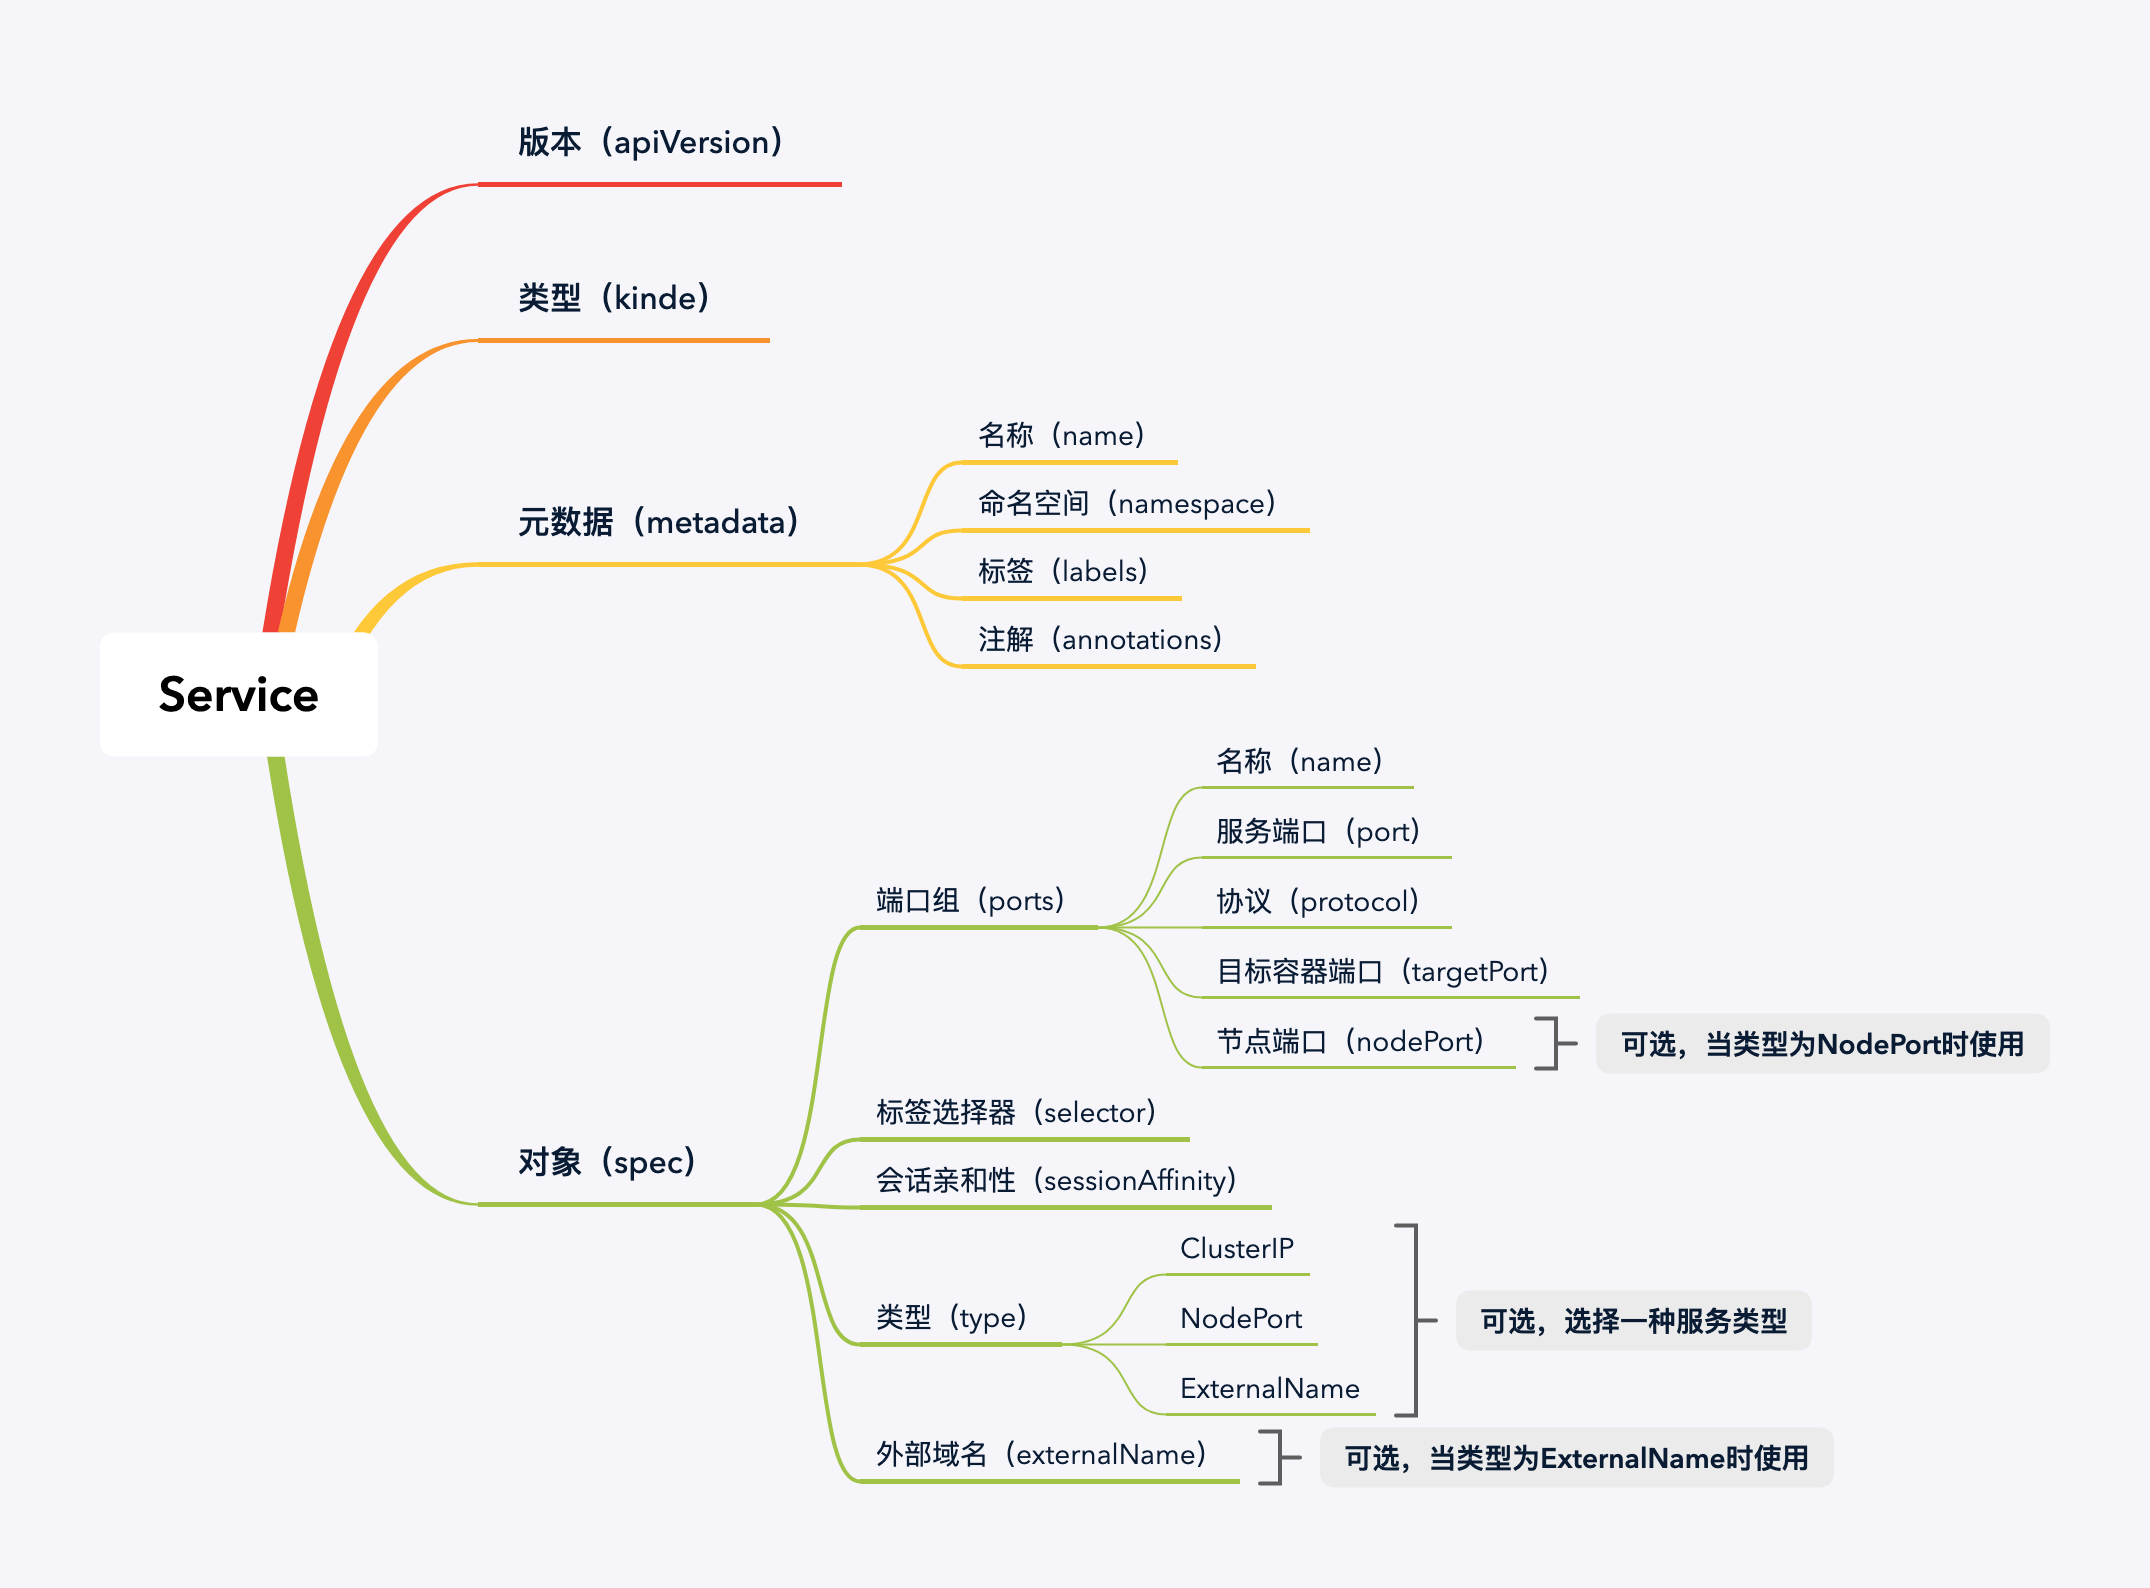 Service
版本（apiVersion）
类型（kinde）
元数据（metadata）
名称（name）
命名空间（namespace）
标签（labels）
注解（annotations）
对象（spec）
端口组（ports）
名称（name）
服务端口（port）
协议（protocol）
目标容器端口（targetPort）
节点端口（nodePort）
可选，当类型为NodePort时使用
标签选择器（selector）
会话亲和性（sessionAffinity）
类型（type）
ClusterIP
NodePort
ExternalName
可选，选择一种服务类型
外部域名（externalName）
可选，当类型为ExternalName时使用